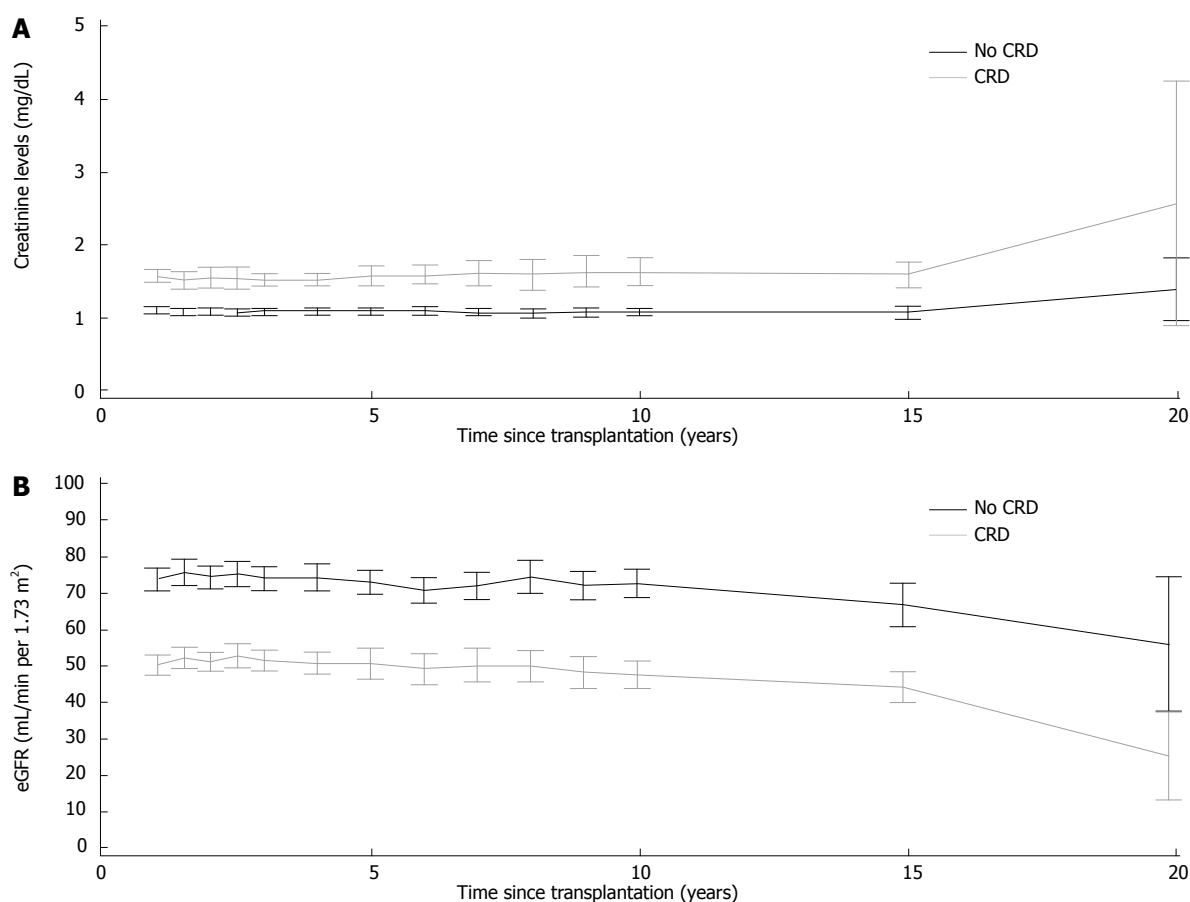 A
Creatinine levels (mg/dL)
5
4
3
2
1
0
No CRD
CRD
0 5 10 15 20
Time since transplantation (years)
B
eGFR (mL/min per 1.73 m²)
100
90
80
70
60
50
40
30
20
10
0
No CRD
CRD
0 5 10 15 20
Time since transplantation (years)